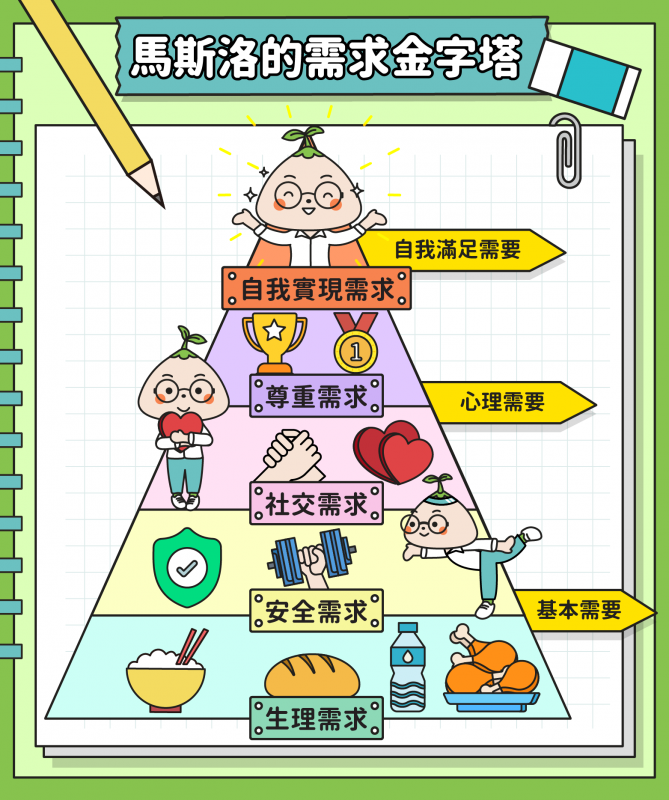 馬斯洛的需求金字塔
自我滿足需要
自我實現需求
1
尊重需求
心理需要
社交需求
安全需求
基本需要
生理需求